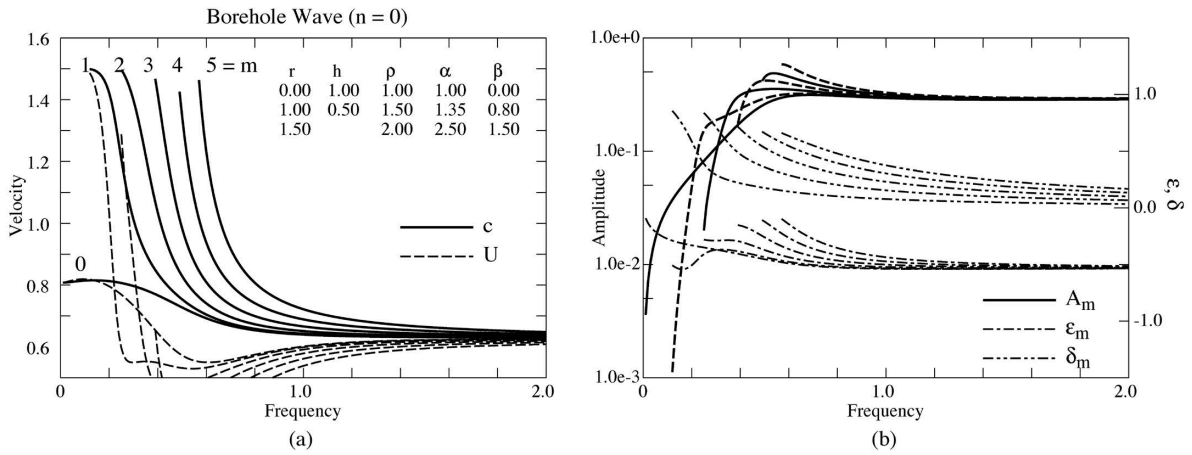 (a)
Borehole Wave (n = 0)
(b)
1.6
1.4
1.2
1.0
0.8
0.6
Velocity
1 2 3 4 5 = m
0
r h ρ α β
0.00 1.00 1.00 1.00 0.00
1.00 0.50 1.50 1.35 0.80
1.50 2.00 2.50 1.50
c
U
0 1.0 2.0
Frequency
(a)
1.0e+0
1.0e-1
1.0e-2
1.0e-3
Amplitude
1.0
0.0
-1.0
ε, δ
Aₘ
εₘ
δₘ
0 1.0 2.0
Frequency
(b)